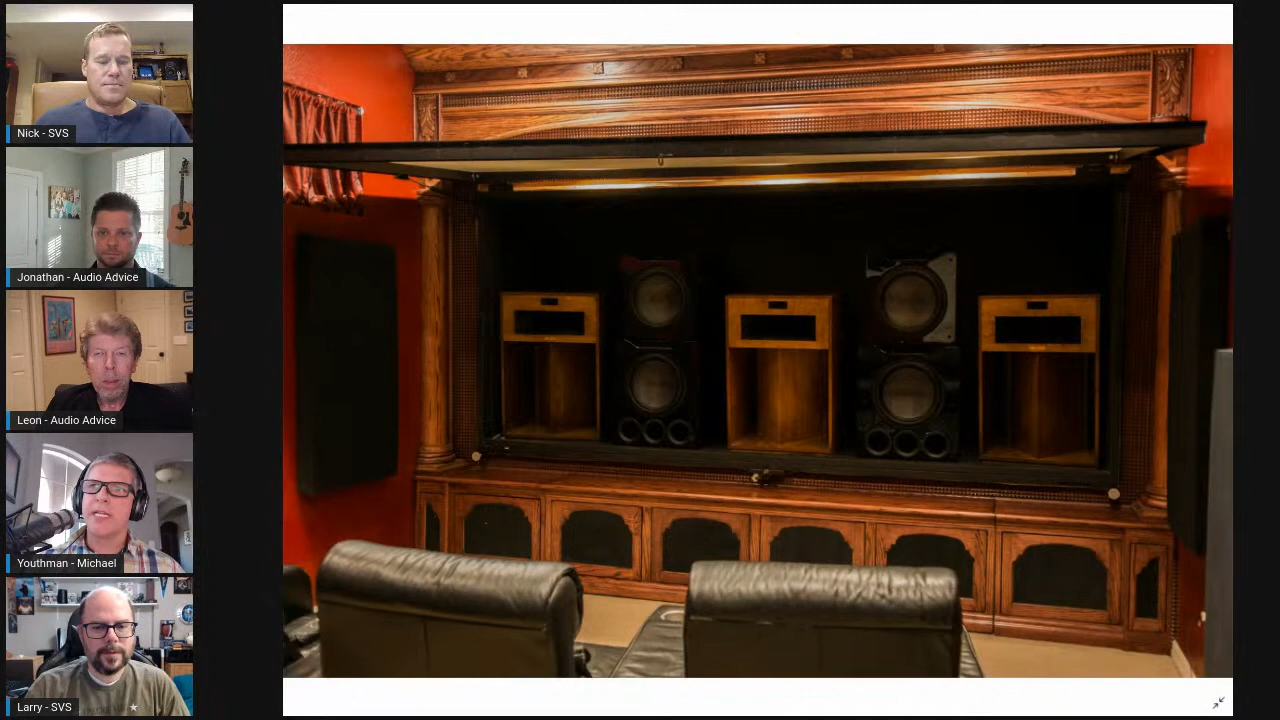 Nick - SVS
Jonathan - Audio Advice
Leon - Audio Advice
Youthman - Michael
Larry - SVS